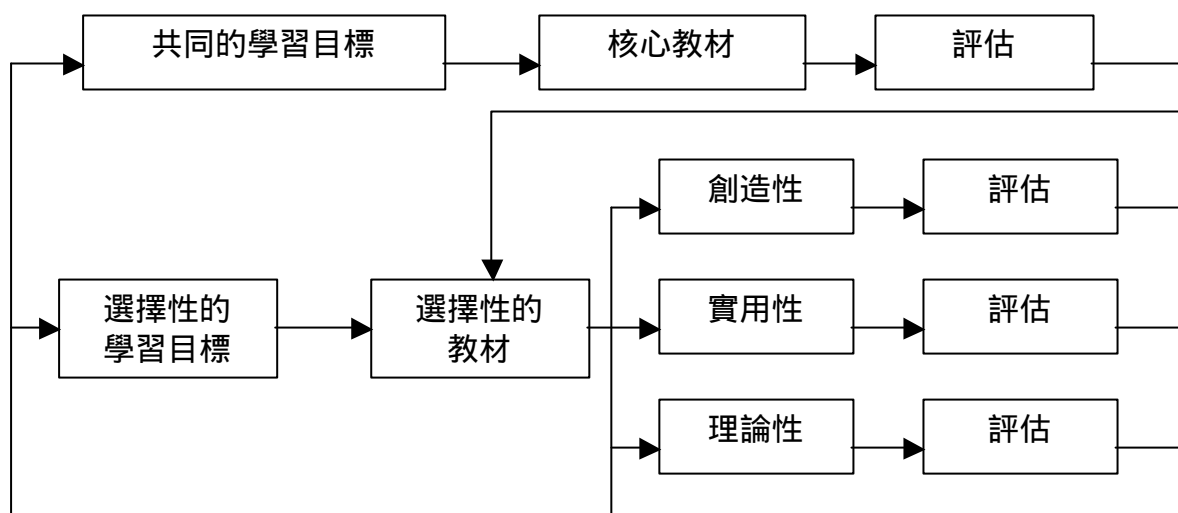 共同的學習目標
核心教材
評估
創造性
評估
選擇性的
學習目標
選擇性的
教材
實用性
評估
理論性
評估